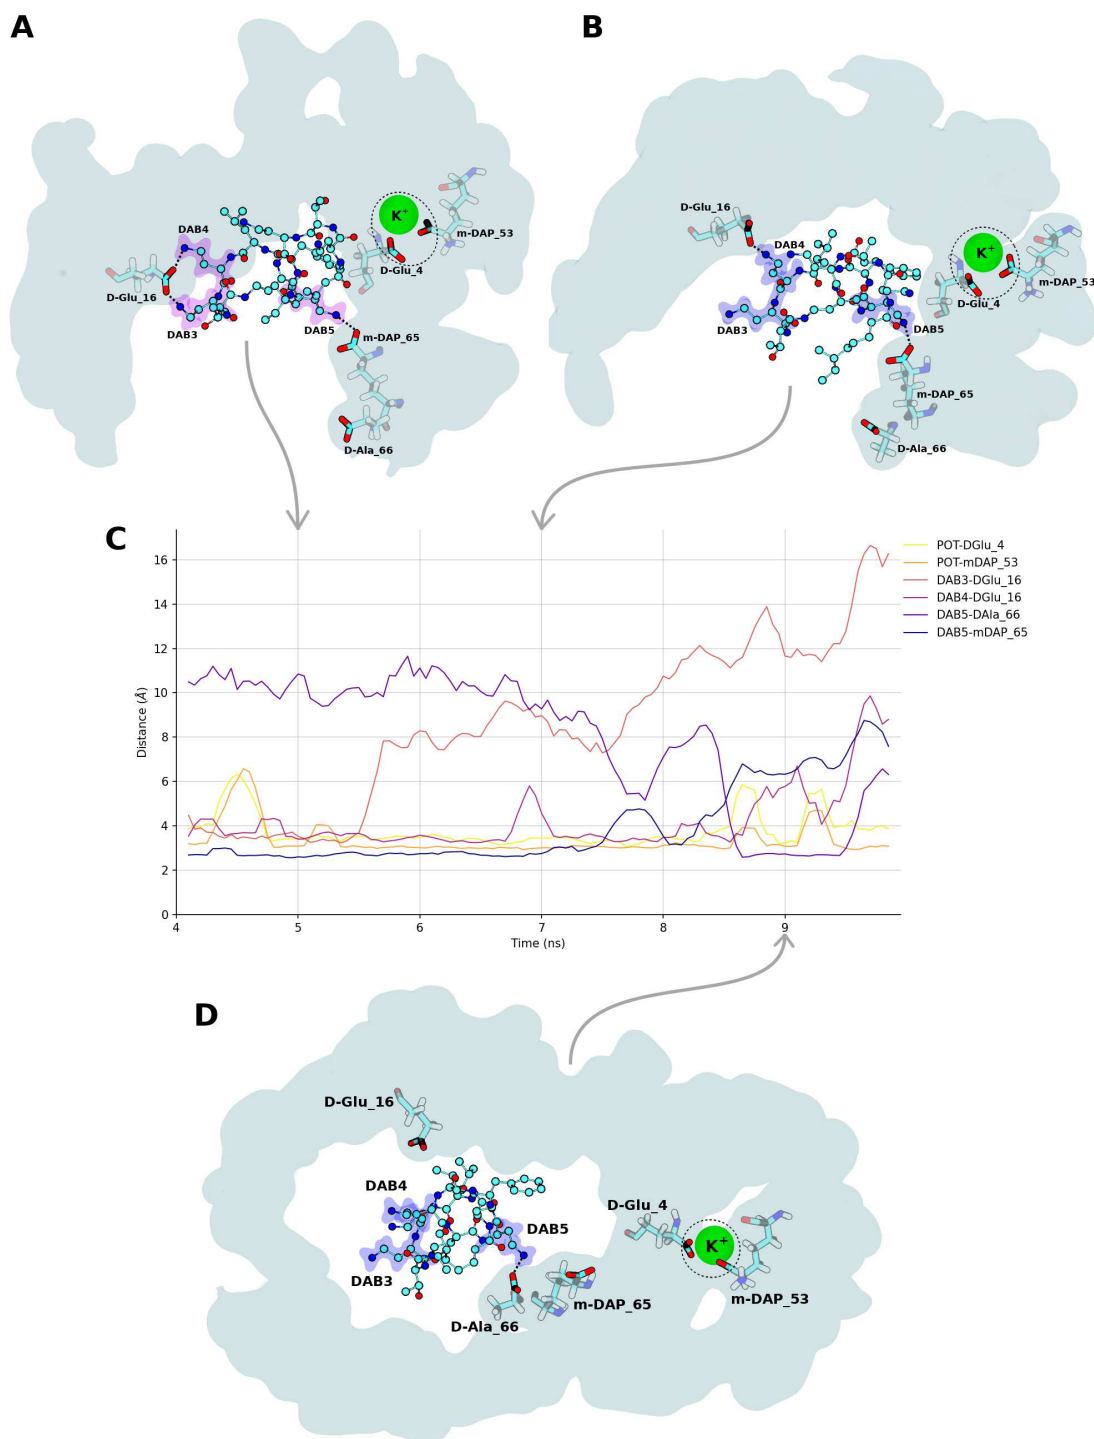 A
DAB4
K+
m-DAP_53
D-Glu_4
D-Glu_16
DAB3
DAB5
m-DAP_65
D-Ala_66
B
D-Glu_16
DAB4
K+
m-DAP_53
D-Glu_4
DAB3
DAB5
m-DAP_65
D-Ala_66
C
Distance (Å)
16
14
12
10
8
6
4
2
0
4 5 6 7 8 9
Time (ns)
POT-DGlu_4
POT-mDAP_53
DAB3-DGlu_16
DAB4-DGlu_16
DAB5-DAla_66
DAB5-mDAP_65
D
D-Glu_16
DAB4
D-Glu_4
DAB5
K+
DAB3
m-DAP_53
m-DAP_65
D-Ala_66